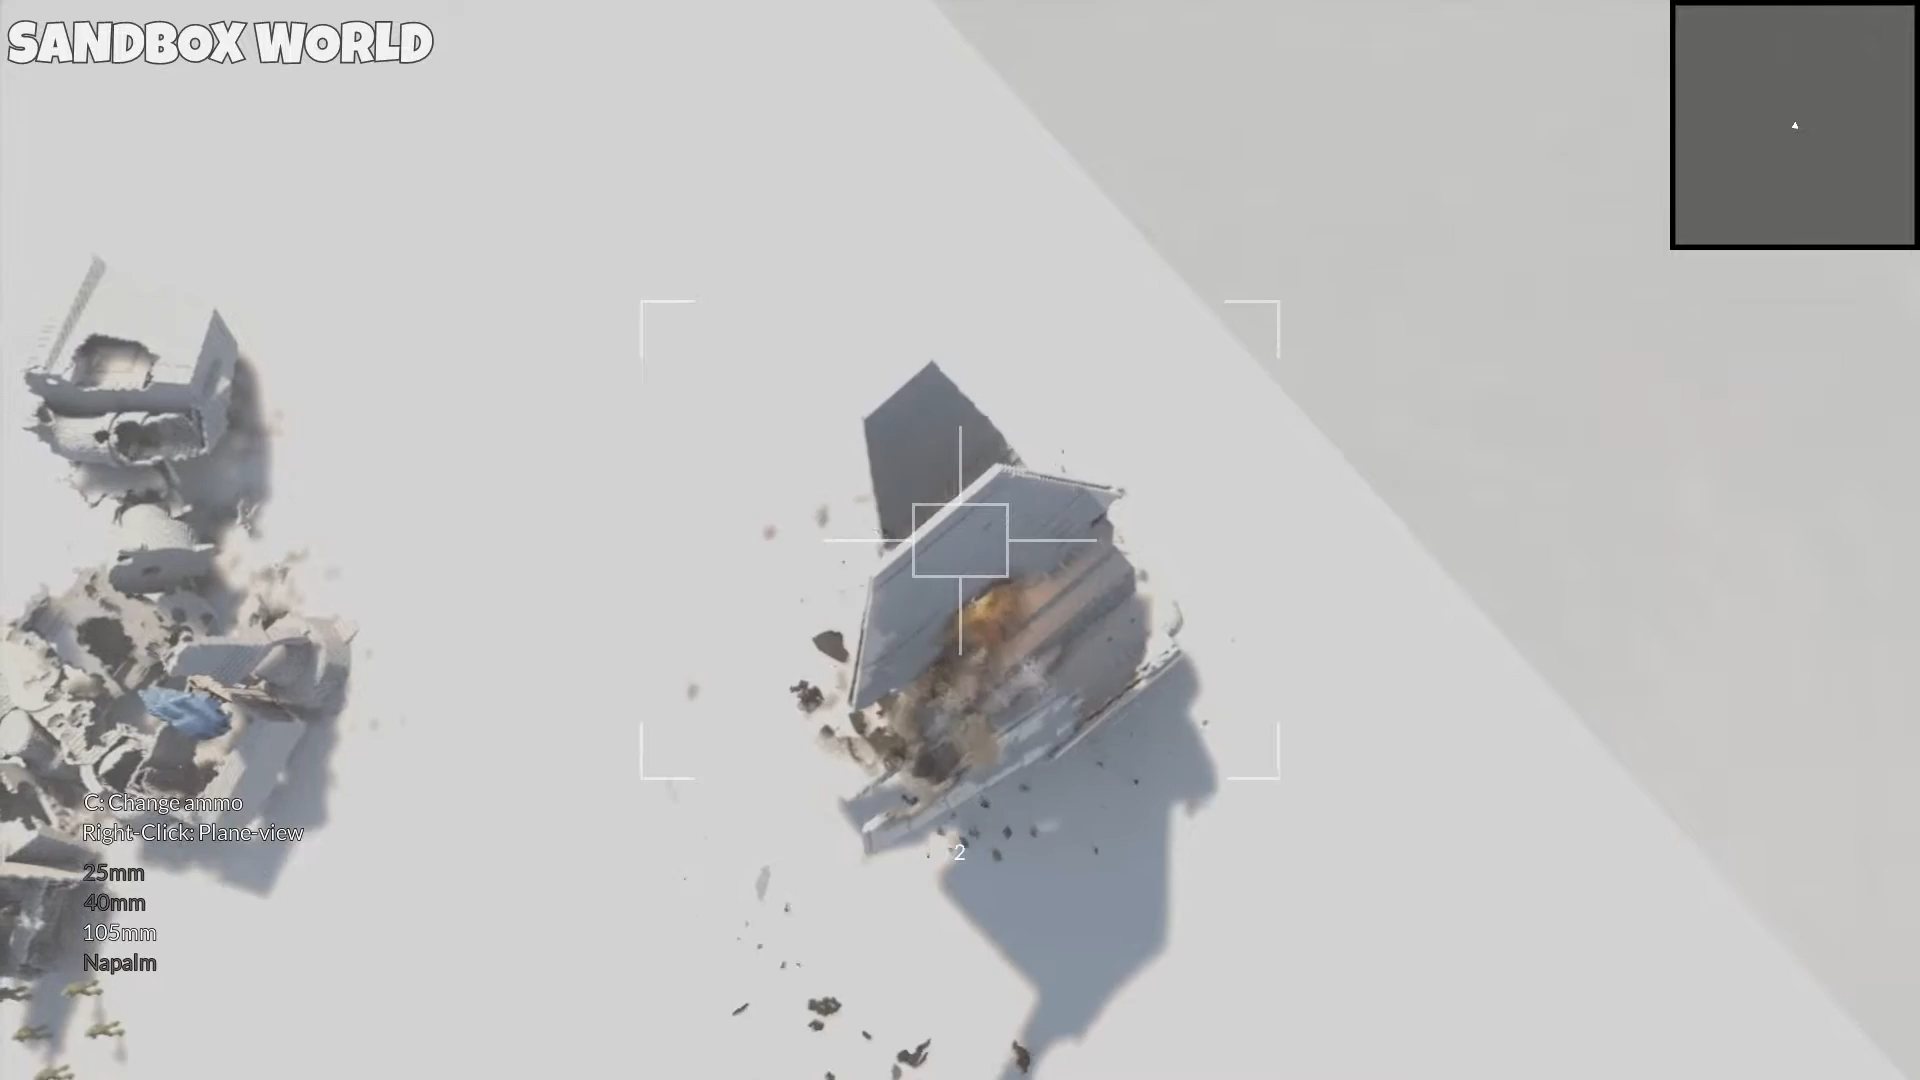 SANDBOX WORLD
2
C: Change ammo
Right-Click: Plane-view
25mm
40mm
105mm
Napalm